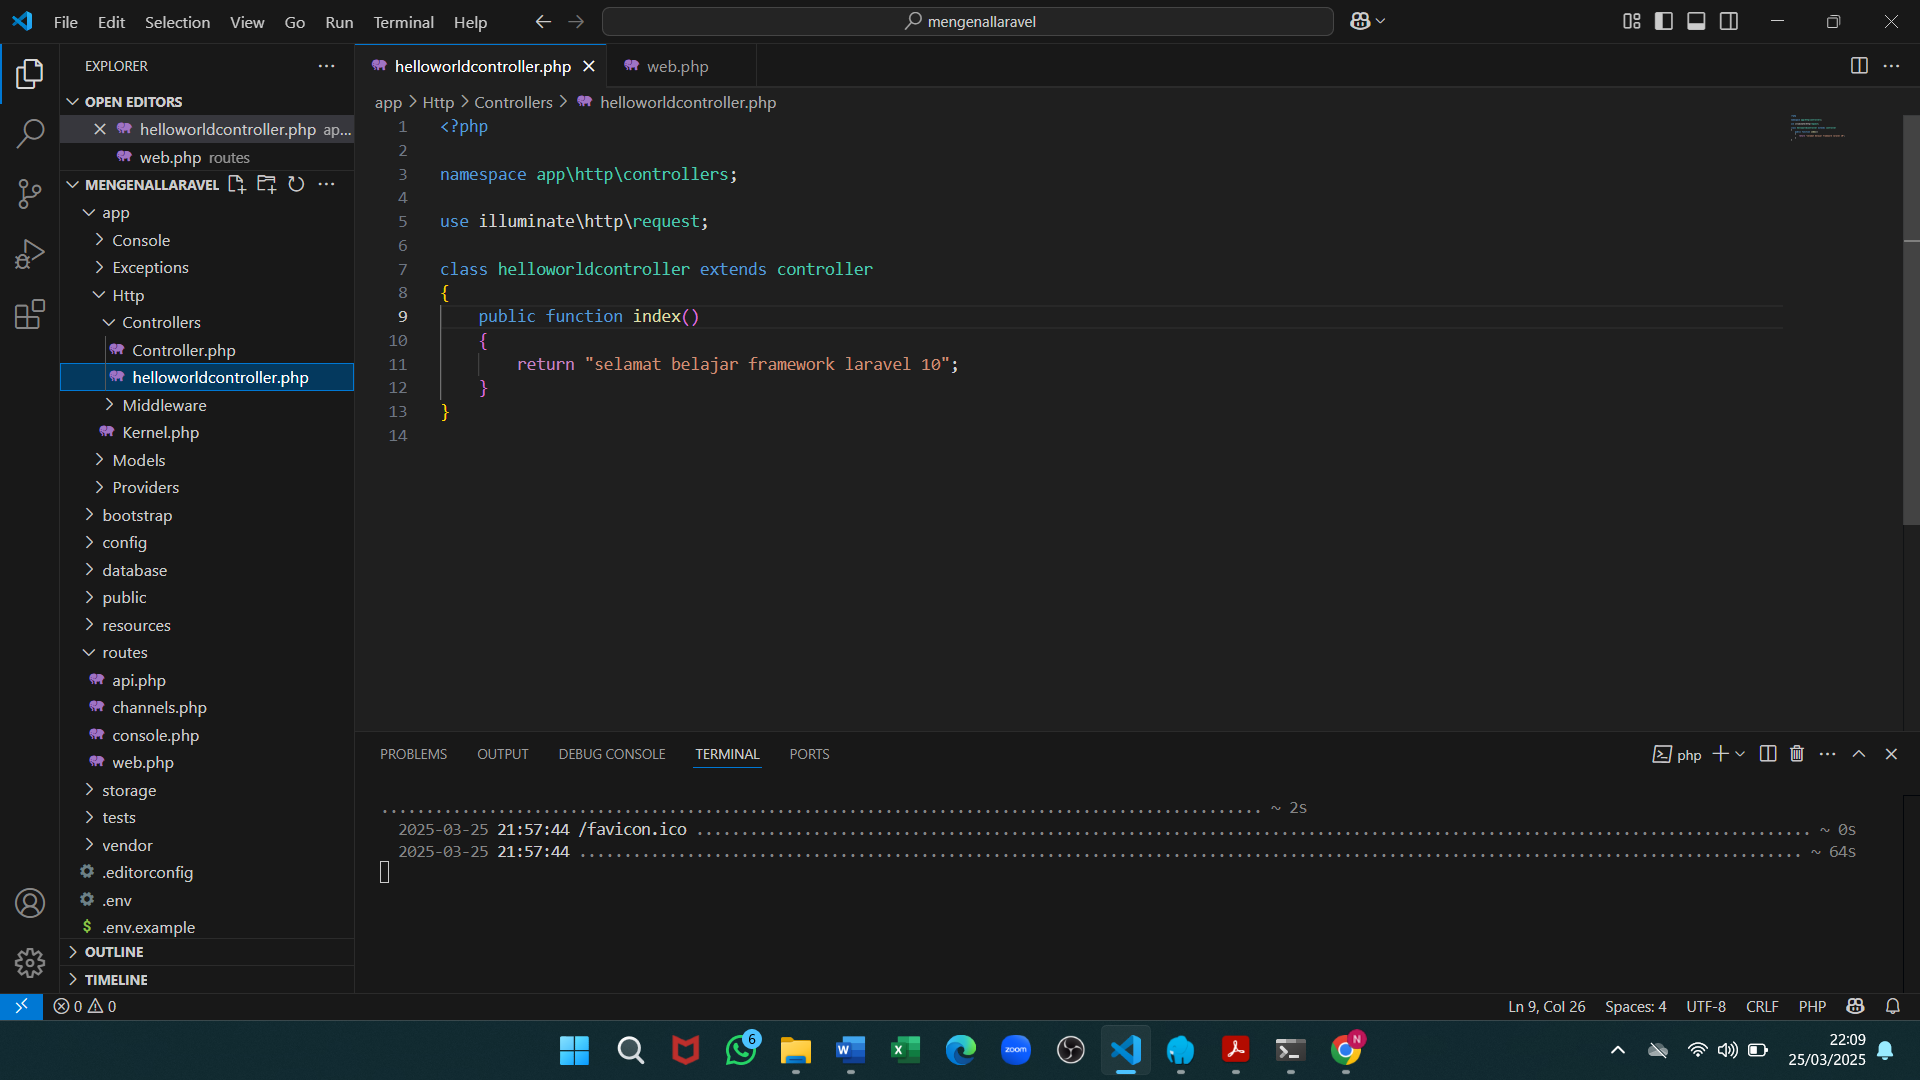 File Edit Selection View Go Run Terminal Help
mengenallaravel
EXPLORER
OPEN EDITORS
helloworldcontroller.php ap...
web.php routes
MENGENALLARAVEL
app
Console
Exceptions
Http
Controllers
Controller.php
helloworldcontroller.php
Middleware
Kernel.php
Models
Providers
bootstrap
config
database
public
resources
routes
api.php
channels.php
console.php
web.php
storage
tests
vendor
.editorconfig
.env
$ .env.example
OUTLINE
TIMELINE
helloworldcontroller.php
web.php
app > Http > Controllers > helloworldcontroller.php
1 <?php
2
3 namespace app\http\controllers;
4
5 use illuminate\http\request;
6
7 class helloworldcontroller extends controller
8 {
9     public function index()
10     {
11         return "selamat belajar framework laravel 10";
12     }
13 }
14
PROBLEMS OUTPUT DEBUG CONSOLE TERMINAL PORTS
php
........................................................................................................ ~ 2s
2025-03-25 21:57:44 /favicon.ico ........................................................................................................ ~ 0s
2025-03-25 21:57:44 ........................................................................................................ ~ 64s
0 0
Ln 9, Col 26 Spaces: 4 UTF-8 CRLF PHP
6
W
X
zoom
N
22:09
25/03/2025